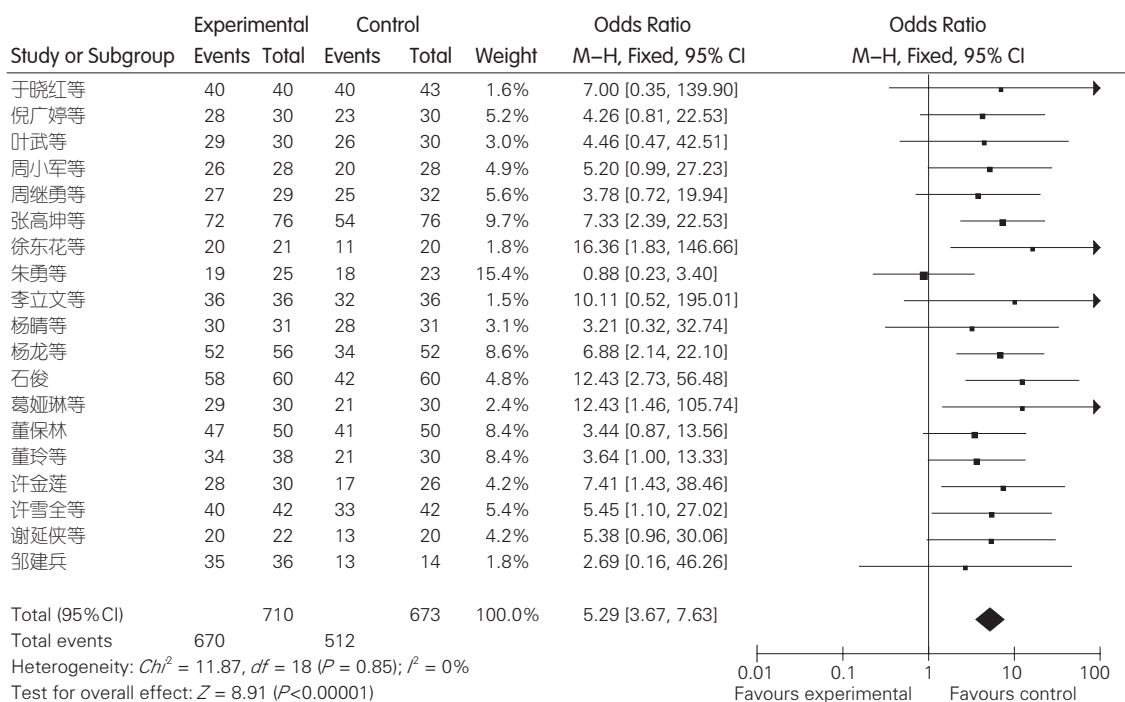 Experimental Control Odds Ratio Odds Ratio
Study or Subgroup Events Total Events Total Weight M–H, Fixed, 95% CI M–H, Fixed, 95% CI
于晓红等 40 40 40 43 1.6% 7.00 [0.35, 139.90]
倪广婷等 28 30 23 30 5.2% 4.26 [0.81, 22.53]
叶武等 29 30 26 30 3.0% 4.46 [0.47, 42.51]
周小军等 26 28 20 28 4.9% 5.20 [0.99, 27.23]
周继勇等 27 29 25 32 5.6% 3.78 [0.72, 19.94]
张高坤等 72 76 54 76 9.7% 7.33 [2.39, 22.53]
徐东花等 20 21 11 20 1.8% 16.36 [1.83, 146.66]
朱勇等 19 25 18 23 15.4% 0.88 [0.23, 3.40]
李立文等 36 36 32 36 1.5% 10.11 [0.52, 195.01]
杨晴等 30 31 28 31 3.1% 3.21 [0.32, 32.74]
杨龙等 52 56 34 52 8.6% 6.88 [2.14, 22.10]
石俊 58 60 42 60 4.8% 12.43 [2.73, 56.48]
葛娅琳等 29 30 21 30 2.4% 12.43 [1.46, 105.74]
董保林 47 50 41 50 8.4% 3.44 [0.87, 13.56]
董玲等 34 38 21 30 8.4% 3.64 [1.00, 13.33]
许金莲 28 30 17 26 4.2% 7.41 [1.43, 38.46]
许雪全等 40 42 33 42 5.4% 5.45 [1.10, 27.02]
谢延侠等 20 22 13 20 4.2% 5.38 [0.96, 30.06]
邹建兵 35 36 13 14 1.8% 2.69 [0.16, 46.26]
Total (95%CI) 710 673 100.0% 5.29 [3.67, 7.63]
Total events 670 512
Heterogeneity: Chi² = 11.87, df = 18 (P = 0.85); I² = 0%
Test for overall effect: Z = 8.91 (P<0.00001)
0.01 0.1 1 10 100
Favours experimental Favours control